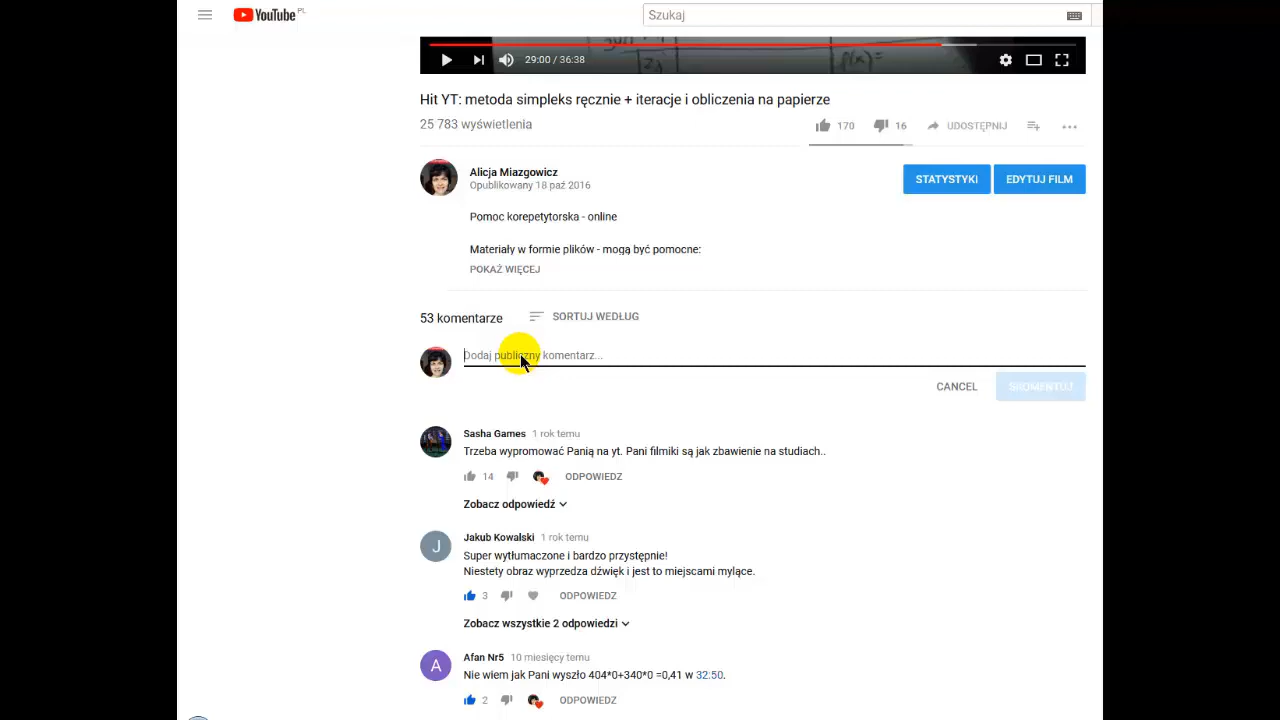 YouTube PL
Szukaj
29:00 / 36:38
Hit YT: metoda simpleks ręcznie + iteracje i obliczenia na papierze
25 783 wyświetlenia
170
16
UDOSTĘPNIJ
Alicja Miazgowicz
Opublikowany 18 paź 2016
STATYSTYKI
EDYTUJ FILM
Pomoc korepetytorska - online
Materiały w formie plików - mogą być pomocne:
POKAŻ WIĘCEJ
53 komentarze
SORTUJ WEDŁUG
Dodaj publiczny komentarz...
CANCEL
SKOMENTUJ
Sasha Games 1 rok temu
Trzeba wypromować Panią na yt. Pani filmiki są jak zbawienie na studiach..
14
ODPOWIEDZ
Zobacz odpowiedź
J
Jakub Kowalski 1 rok temu
Super wytłumaczone i bardzo przystępnie!
Niestety obraz wyprzedza dźwięk i jest to miejscami mylące.
3
ODPOWIEDZ
Zobacz wszystkie 2 odpowiedzi
A
Afan Nr5 10 miesięcy temu
Nie wiem jak Pani wyszło 404*0+340*0 =0,41 w 32:50.
2
ODPOWIEDZ